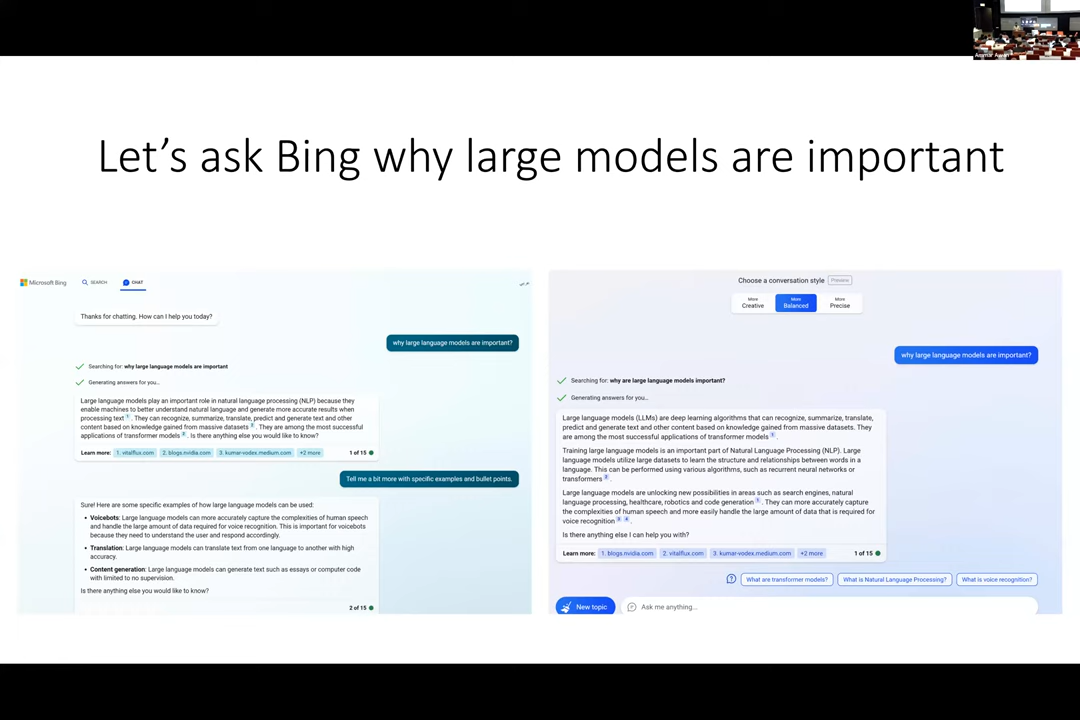 Ammar Awan
Let's ask Bing why large models are important
Microsoft Bing
SEARCH
CHAT
Thanks for chatting. How can I help you today?
why large language models are important?
Searching for: why large language models are important
Generating answers for you...
Large language models play an important role in natural language processing (NLP) because they
enable machines to better understand natural language and generate more accurate results when
processing text 1. They can recognize, summarize, translate, predict and generate text and other
content based on knowledge gained from massive datasets 2. They are among the most successful
applications of transformer models 2. Is there anything else you would like to know?
Learn more: 1. vitalflux.com 2. blogs.nvidia.com 3. kumar-vodex.medium.com +2 more 1 of 15
Tell me a bit more with specific examples and bullet points.
Sure! Here are some specific examples of how large language models can be used:
• Voicebots: Large language models can more accurately capture the complexities of human speech
and handle the large amount of data required for voice recognition. This is important for voicebots
because they need to understand the user and respond accordingly.
• Translation: Large language models can translate text from one language to another with high
accuracy.
• Content generation: Large language models can generate text such as essays or computer code
with limited to no supervision.
Is there anything else you would like to know?
2 of 15
Choose a conversation style Preview
More
Creative
More
Balanced
More
Precise
why large language models are important?
Searching for: why are large language models important?
Generating answers for you...
Large language models (LLMs) are deep learning algorithms that can recognize, summarize, translate,
predict and generate text and other content based on knowledge gained from massive datasets. They
are among the most successful applications of transformer models 1.
Training large language models is an important part of Natural Language Processing (NLP). Large
language models utilize large datasets to learn the structure and relationships between words in a
language. This can be performed using various algorithms, such as recurrent neural networks or
transformers 2.
Large language models are unlocking new possibilities in areas such as search engines, natural
language processing, healthcare, robotics and code generation 1. They can more accurately capture
the complexities of human speech and more easily handle the large amount of data that is required for
voice recognition 3 4.
Is there anything else I can help you with?
Learn more: 1. blogs.nvidia.com 2. vitalflux.com 3. kumar-vodex.medium.com +2 more 1 of 15
What are transformer models? What is Natural Language Processing? What is voice recognition?
New topic
Ask me anything...